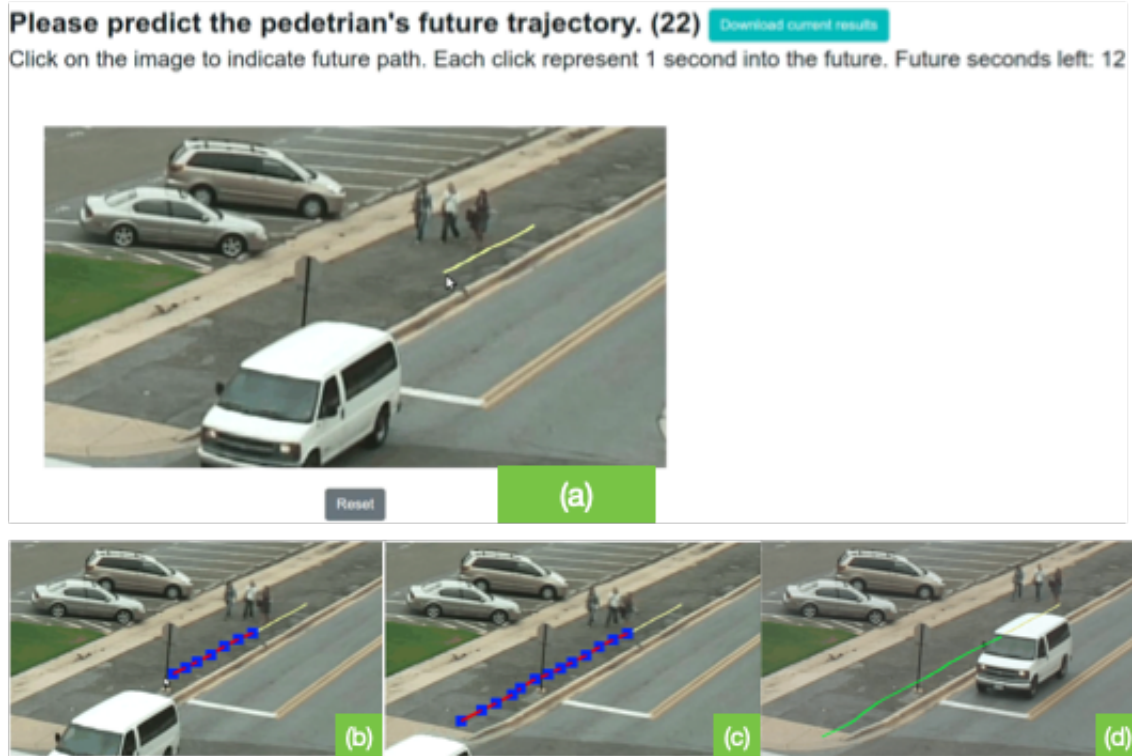 Please predict the pedetrian's future trajectory. (22) Download current results
Click on the image to indicate future path. Each click represent 1 second into the future. Future seconds left: 12
Reset
(a)
(b) (c) (d)